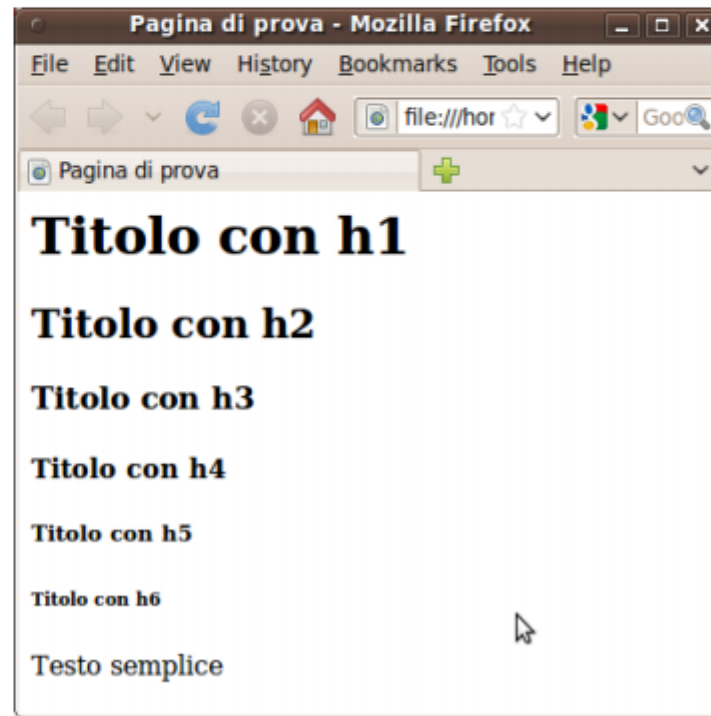 Pagina di prova - Mozilla Firefox
File Edit View History Bookmarks Tools Help
file:///hor Goo
Pagina di prova
Titolo con h1
Titolo con h2
Titolo con h3
Titolo con h4
Titolo con h5
Titolo con h6
Testo semplice